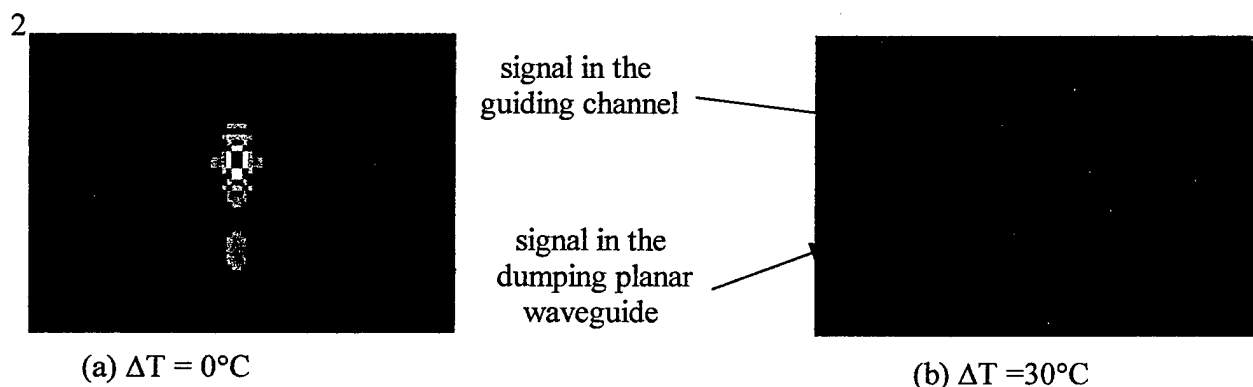 2
signal in the
guiding channel
signal in the
dumping planar
waveguide
(a) ΔT = 0°C
(b) ΔT =30°C